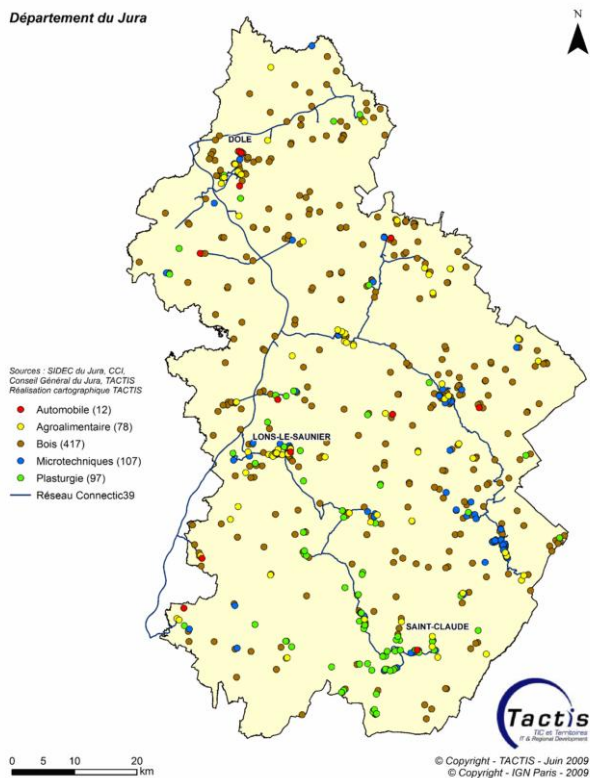 Département du Jura
N
DOLE
Sources : SIDEC du Jura, CCI,
Conseil Général du Jura, TACTIS
Réalisation cartographique TACTIS
Automobile (12)
Agroalimentaire (78)
Bois (417)
Microtechniques (107)
Plasturgie (97)
Réseau Connectic39
LONS-LE-SAUNIER
SAINT-CLAUDE
Tactis
TIC et Territoires
IT & Regional Development
0 5 10 20
km
© Copyright - TACTIS - Juin 2009
© Copyright - IGN Paris - 2009